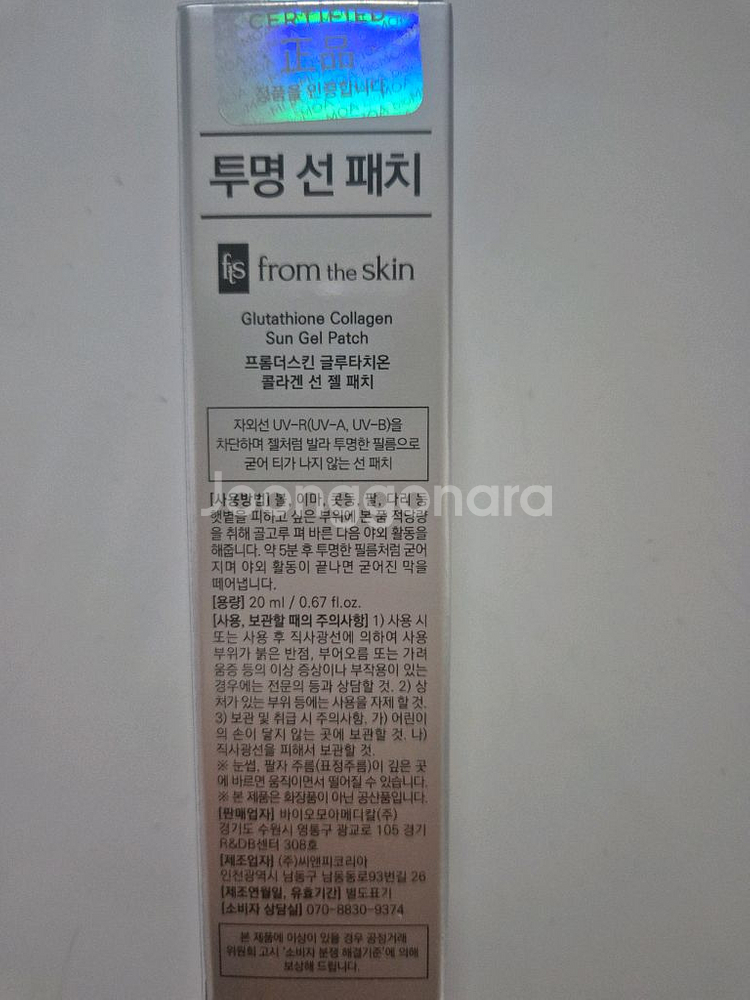 CERTIFIED
正品
정품을 인증합니다
투명 선 패치
fts from the skin
Glutathione Collagen
Sun Gel Patch
프롬더스킨 글루타치온
콜라겐 선 젤 패치
자외선 UV-R(UV-A, UV-B)을
차단하며 젤처럼 발라 투명한 필름으로
굳어 티가 나지 않는 선 패치
[사용방법] 볼, 이마, 콧등, 팔, 다리 등
Joonggonara
햇볕을 피하고 싶은 부위에 본 품 적당량
을 취해 골고루 펴 바른 다음 야외 활동을
해줍니다. 약 5분 후 투명한 필름처럼 굳어
지며 야외 활동이 끝나면 굳어진 막을
떼어냅니다.
[용량] 20 ml / 0.67 fl.oz.
[사용, 보관할 때의 주의사항] 1) 사용 시
또는 사용 후 직사광선에 의하여 사용
부위가 붉은 반점, 부어오름 또는 가려
움증 등의 이상 증상이나 부작용이 있는
경우에는 전문의 등과 상담할 것. 2) 상
처가 있는 부위 등에는 사용을 자제 할 것.
3) 보관 및 취급 시 주의사항. 가) 어린이
의 손이 닿지 않는 곳에 보관할 것. 나)
직사광선을 피해서 보관할 것.
※ 눈썹, 팔자 주름(표정주름)이 깊은 곳
에 바르면 움직이면서 떨어질 수 있습니다.
※ 본 제품은 화장품이 아닌 공산품입니다.
[판매업자] 바이오모아메디칼(주)
경기도 수원시 영통구 광교로 105 경기
R&DB센터 308호
[제조업자] (주)씨앤피코리아
인천광역시 남동구 남동동로93번길 26
[제조연월일, 유효기간] 별도표기
[소비자 상담실] 070-8830-9374
본 제품에 이상이 있을 경우 공정거래
위원회 고시 '소비자 분쟁 해결기준'에 의해
보상해 드립니다.